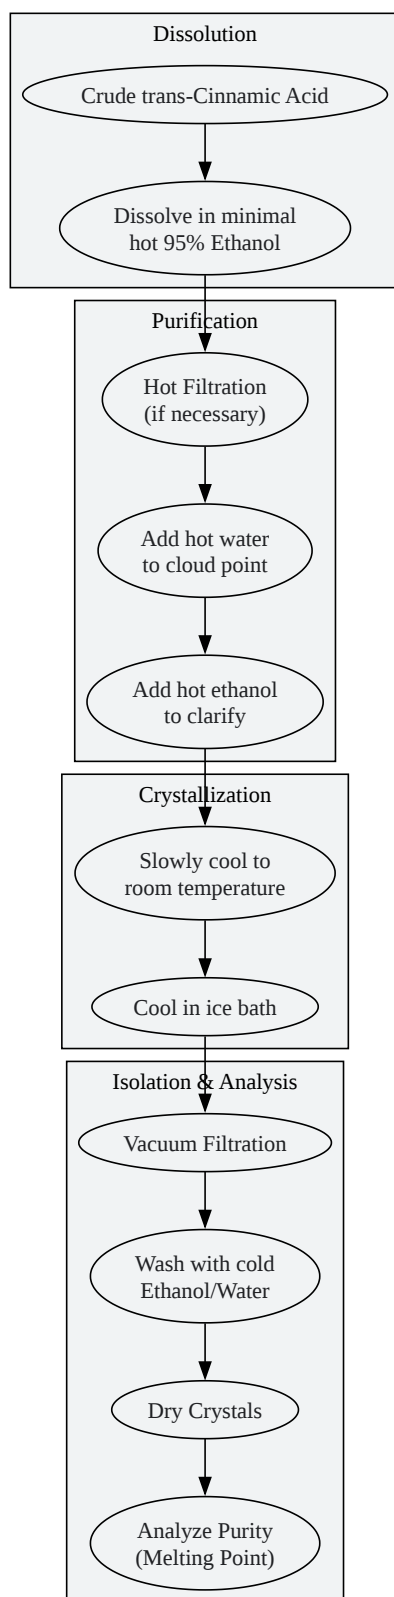 Dissolution
Crude trans-Cinnamic Acid
Dissolve in minimal
hot 95% Ethanol
Purification
Hot Filtration
(if necessary)
Add hot water
to cloud point
Add hot ethanol
to clarify
Crystallization
Slowly cool to
room temperature
Cool in ice bath
Isolation & Analysis
Vacuum Filtration
Wash with cold
Ethanol/Water
Dry Crystals
Analyze Purity
(Melting Point)